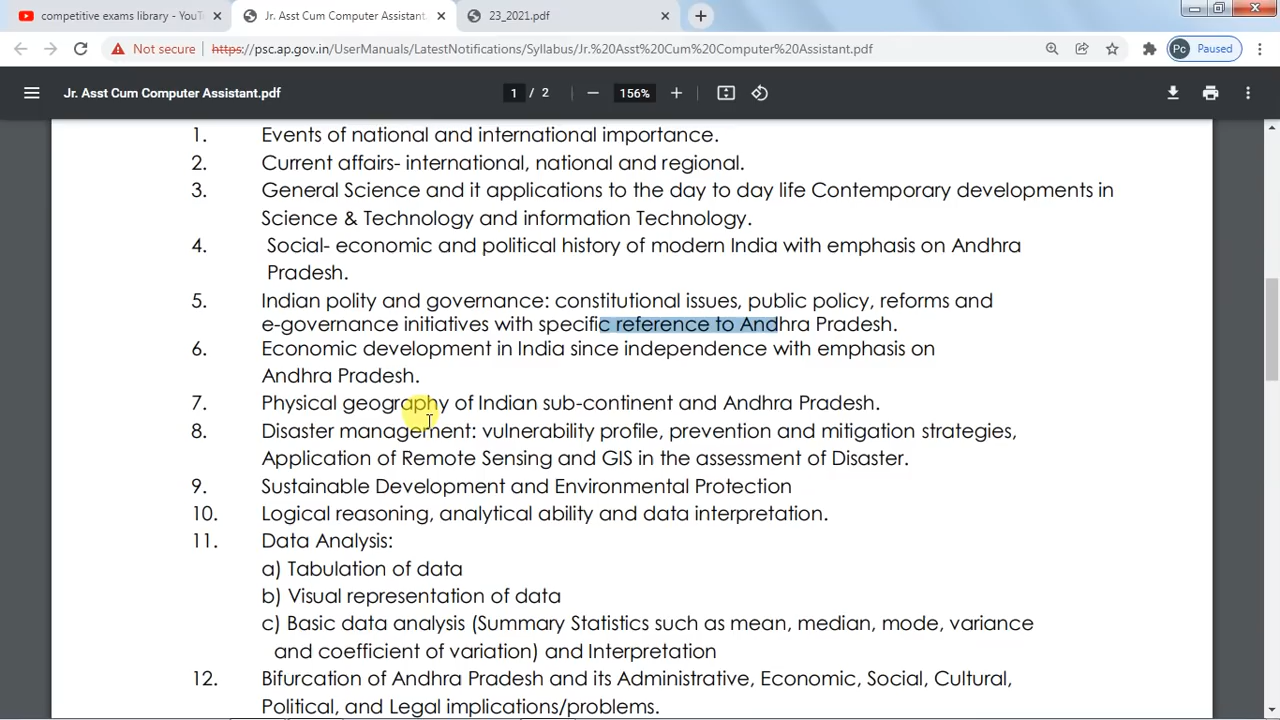 competitive exams library - YouT
Jr. Asst Cum Computer Assistant.
23_2021.pdf
Not secure
https://psc.ap.gov.in/UserManuals/LatestNotifications/Syllabus/Jr.%20Asst%20Cum%20Computer%20Assistant.pdf
Pc Paused
Jr. Asst Cum Computer Assistant.pdf
1 / 2
156%
1. Events of national and international importance.
2. Current affairs- international, national and regional.
3. General Science and it applications to the day to day life Contemporary developments in
Science & Technology and information Technology.
4. Social- economic and political history of modern India with emphasis on Andhra
Pradesh.
5. Indian polity and governance: constitutional issues, public policy, reforms and
e-governance initiatives with specific reference to Andhra Pradesh.
6. Economic development in India since independence with emphasis on
Andhra Pradesh.
7. Physical geography of Indian sub-continent and Andhra Pradesh.
8. Disaster management: vulnerability profile, prevention and mitigation strategies,
Application of Remote Sensing and GIS in the assessment of Disaster.
9. Sustainable Development and Environmental Protection
10. Logical reasoning, analytical ability and data interpretation.
11. Data Analysis:
a) Tabulation of data
b) Visual representation of data
c) Basic data analysis (Summary Statistics such as mean, median, mode, variance
and coefficient of variation) and Interpretation
12. Bifurcation of Andhra Pradesh and its Administrative, Economic, Social, Cultural,
Political, and Legal implications/problems.